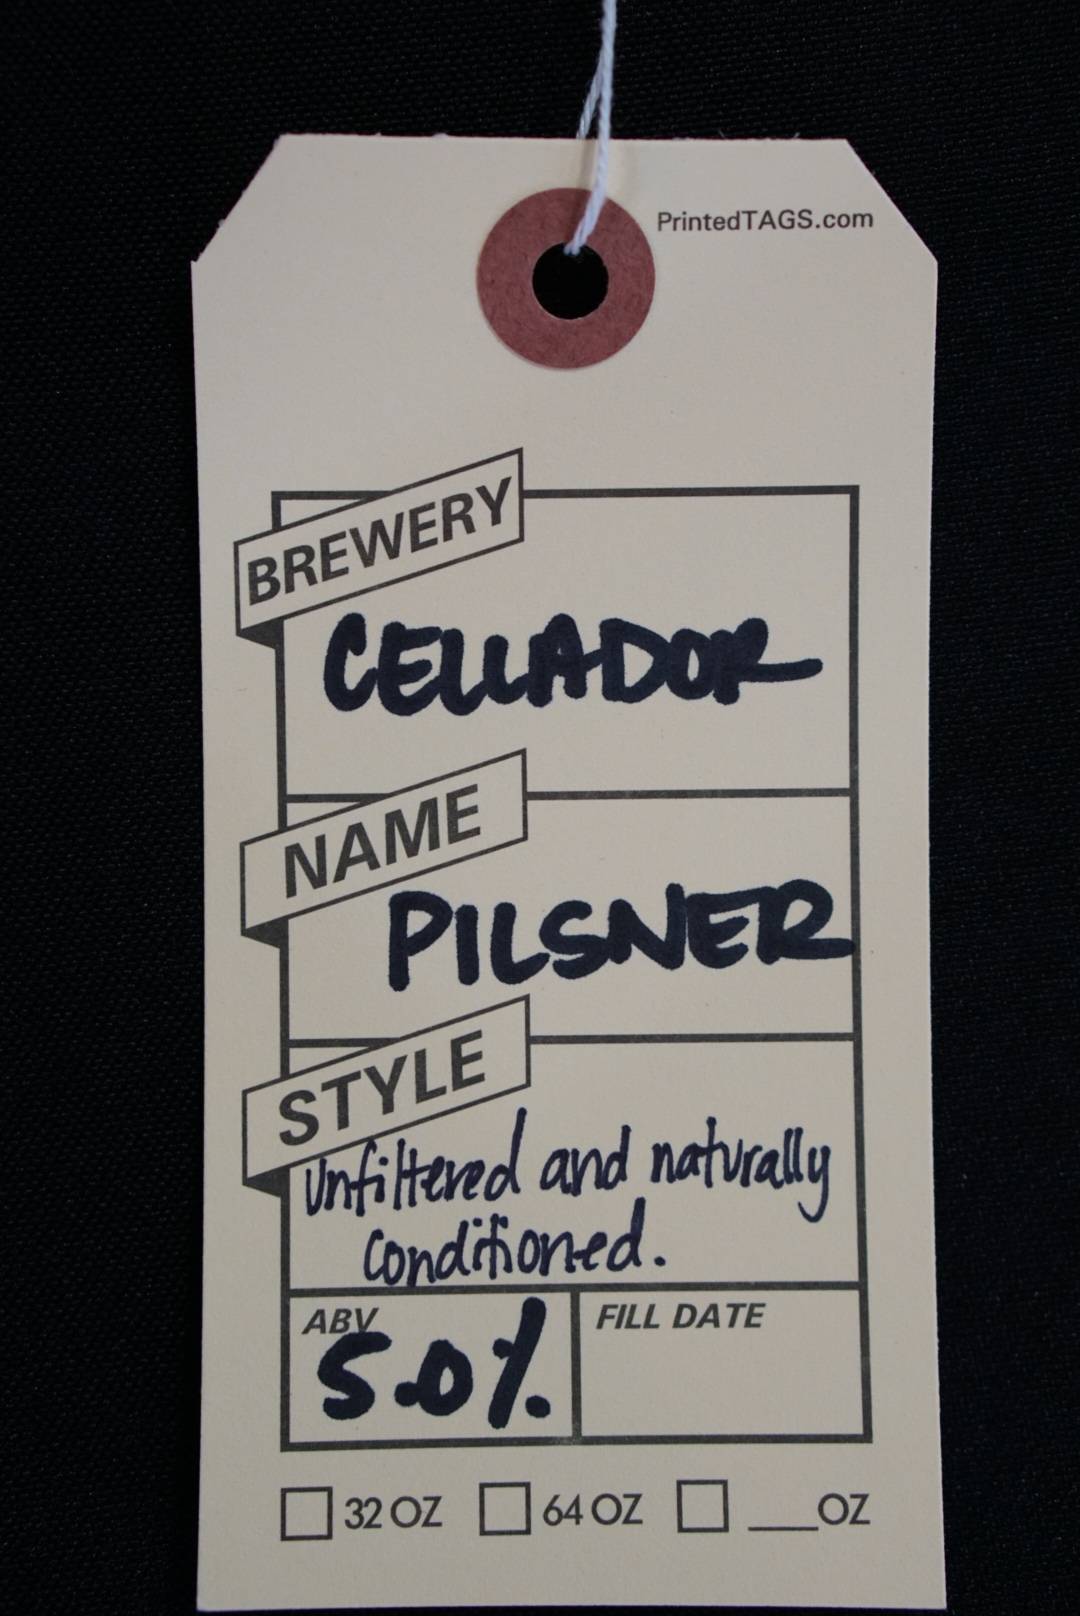 PrintedTAGS.com
BREWERY
CELLADOR
NAME
PILSNER
STYLE
Unfiltered and naturally
conditioned.
ABV
5.0%
FILL DATE
32 OZ 64 OZ ___OZ